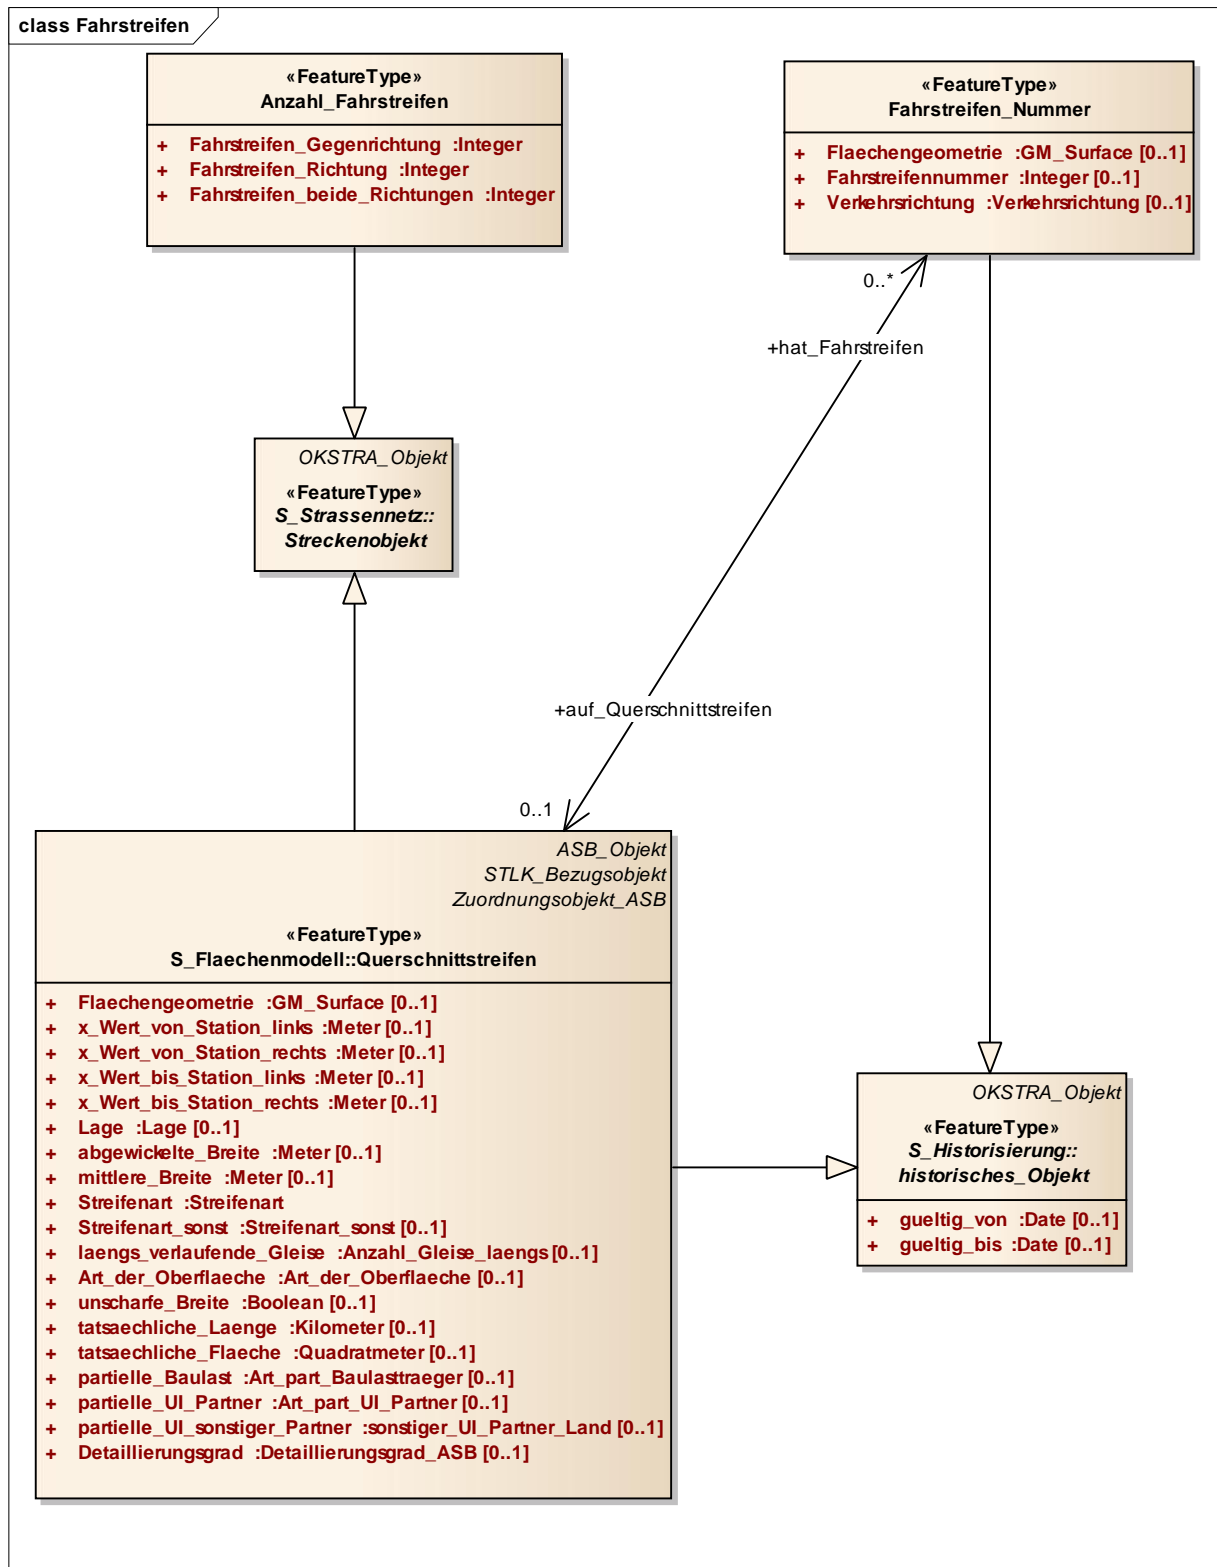 class Fahrstreifen
«FeatureType»
Anzahl_Fahrstreifen
+ Fahrstreifen_Gegenrichtung :Integer
+ Fahrstreifen_Richtung :Integer
+ Fahrstreifen_beide_Richtungen :Integer
«FeatureType»
Fahrstreifen_Nummer
+ Flaechengeometrie :GM_Surface [0..1]
+ Fahrstreifennummer :Integer [0..1]
+ Verkehrsrichtung :Verkehrsrichtung [0..1]
0..*
+hat_Fahrstreifen
OKSTRA_Objekt
«FeatureType»
S_Strassennetz::
Streckenobjekt
+auf_Querschnittstreifen
0..1
ASB_Objekt
STLK_Bezugsobjekt
Zuordnungsobjekt_ASB
«FeatureType»
S_Flaechenmodell::Querschnittstreifen
+ Flaechengeometrie :GM_Surface [0..1]
+ x_Wert_von_Station_links :Meter [0..1]
+ x_Wert_von_Station_rechts :Meter [0..1]
+ x_Wert_bis_Station_links :Meter [0..1]
+ x_Wert_bis_Station_rechts :Meter [0..1]
+ Lage :Lage [0..1]
+ abgewickelte_Breite :Meter [0..1]
+ mittlere_Breite :Meter [0..1]
+ Streifenart :Streifenart
+ Streifenart_sonst :Streifenart_sonst [0..1]
+ laengs_verlaufende_Gleise :Anzahl_Gleise_laengs [0..1]
+ Art_der_Oberflaeche :Art_der_Oberflaeche [0..1]
+ unscharfe_Breite :Boolean [0..1]
+ tatsaechliche_Laenge :Kilometer [0..1]
+ tatsaechliche_Flaeche :Quadratmeter [0..1]
+ partielle_Baulast :Art_part_Baulasttraeger [0..1]
+ partielle_UI_Partner :Art_part_UI_Partner [0..1]
+ partielle_UI_sonstiger_Partner :sonstiger_UI_Partner_Land [0..1]
+ Detaillierungsgrad :Detaillierungsgrad_ASB [0..1]
OKSTRA_Objekt
«FeatureType»
S_Historisierung::
historisches_Objekt
+ gueltig_von :Date [0..1]
+ gueltig_bis :Date [0..1]